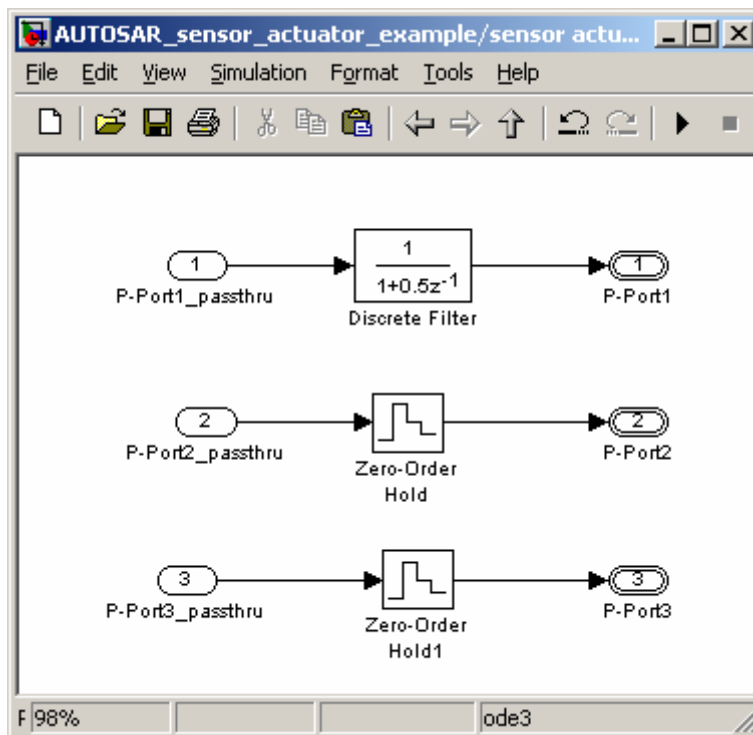 AUTOSAR_sensor_actuator_example/sensor actu...
File Edit View Simulation Format Tools Help
1
P-Port1_passthru
1
1+0.5z-1
Discrete Filter
1
P-Port1
2
P-Port2_passthru
Zero-Order
Hold
2
P-Port2
3
P-Port3_passthru
Zero-Order
Hold1
3
P-Port3
F 98% ode3